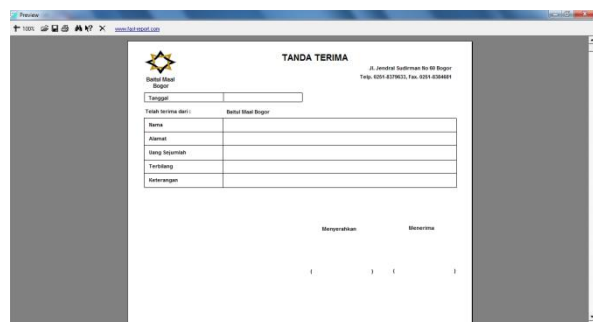 Preview
100%
www.fast-report.com
TANDA TERIMA
Jl. Jendral Sudirman No 60 Bogor
Telp. 0251-8379633, Fax. 0251-8384681
Baitul Maal
Bogor
Tanggal
Telah terima dari : Baitul Maal Bogor
Nama
Alamat
Uang Sejumlah
Terbilang
Keterangan
Menyerahkan Menerima
( ) ( )